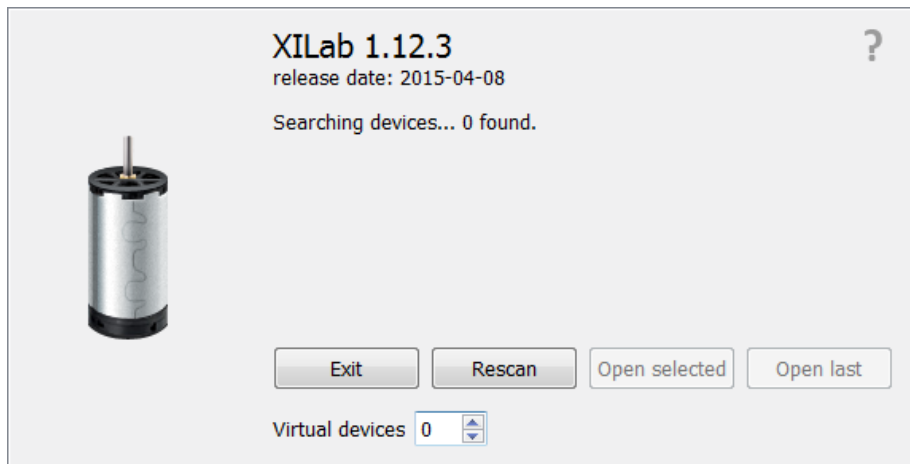 XILab 1.12.3
?
release date: 2015-04-08
Searching devices... 0 found.
Exit Rescan Open selected Open last
Virtual devices 0